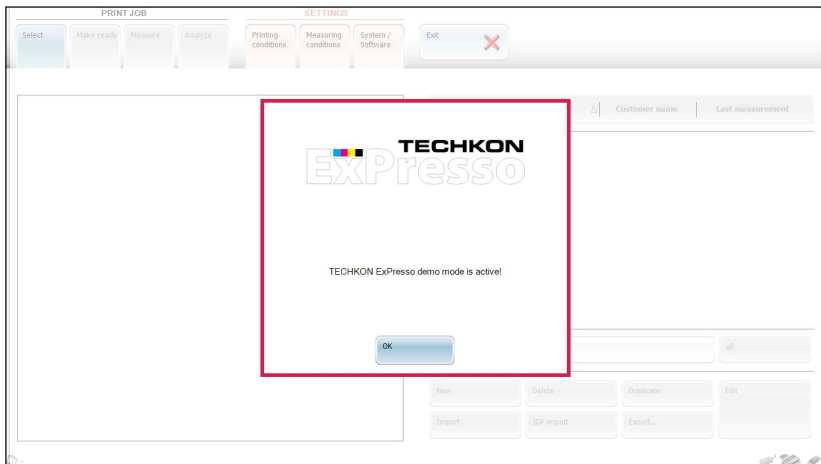 PRINT JOB
SETTINGS
Select
Make ready
Measure
Analyze
Printing
conditions
Measuring
conditions
System /
Software
Exit
Customer name
Last measurement
TECHKON
ExPresso
TECHKON ExPresso demo mode is active!
OK
all
New
Delete
Duplicate
Edit
Import
JDF import
Export...